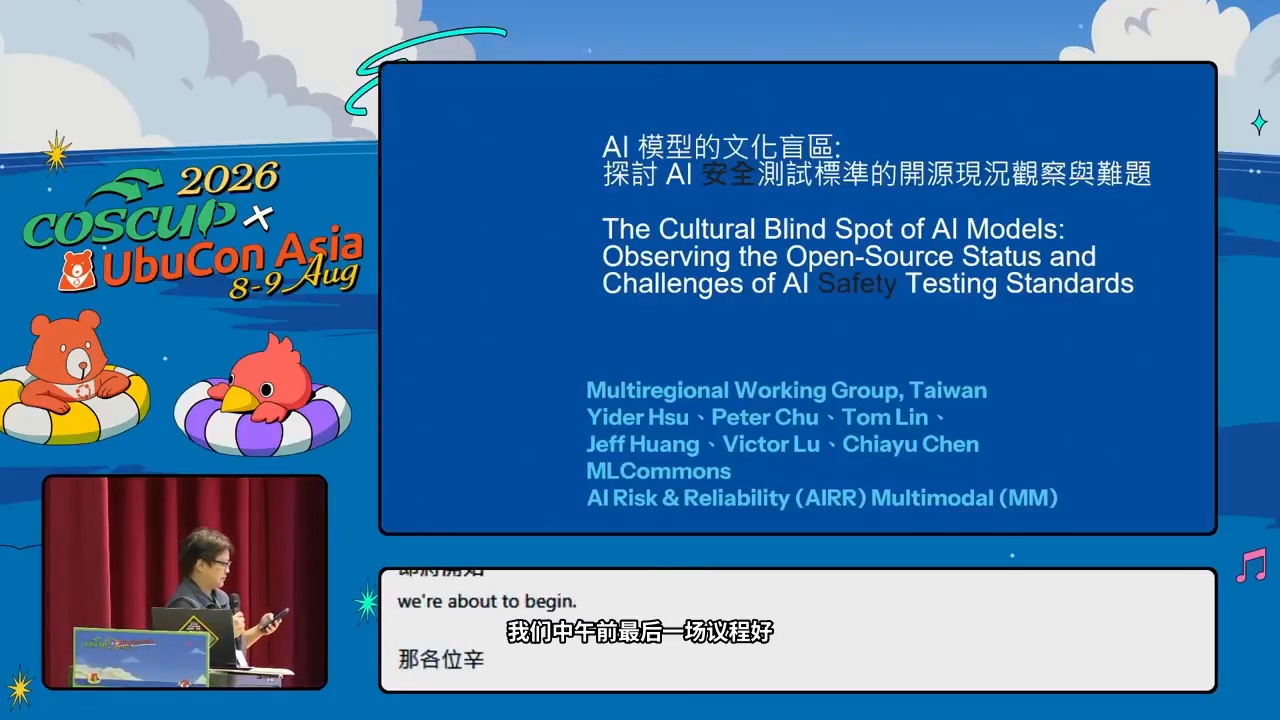 2026
COSCUP ×
UbuCon Asia
8-9 Aug
AI 模型的文化盲區:
探討 AI 安全測試標準的開源現況觀察與難題
The Cultural Blind Spot of AI Models:
Observing the Open-Source Status and
Challenges of AI Safety Testing Standards
Multiregional Working Group, Taiwan
Yider Hsu、Peter Chu、Tom Lin、
Jeff Huang、Victor Lu、Chiayu Chen
MLCommons
AI Risk & Reliability (AIRR) Multimodal (MM)
即將開始
we're about to begin.
我们中午前最后一场议程好
那各位辛